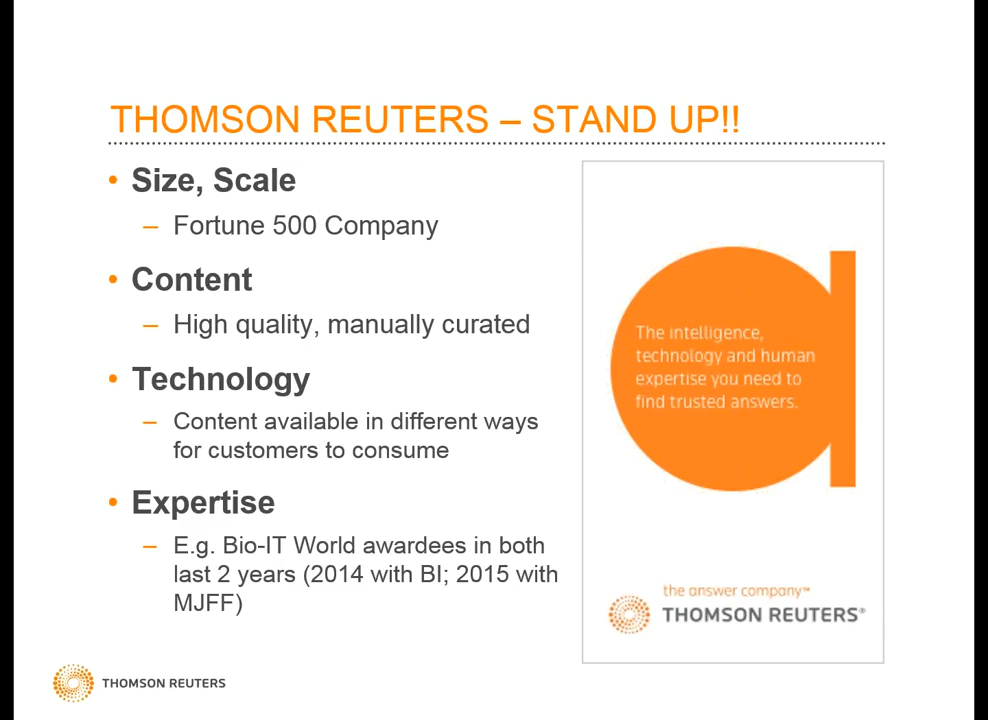 THOMSON REUTERS – STAND UP!!
• Size, Scale
– Fortune 500 Company
• Content
– High quality, manually curated
• Technology
– Content available in different ways
for customers to consume
• Expertise
– E.g. Bio-IT World awardees in both
last 2 years (2014 with BI; 2015 with
MJFF)
The intelligence,
technology and human
expertise you need to
find trusted answers.
the answer company™
THOMSON REUTERS®
THOMSON REUTERS